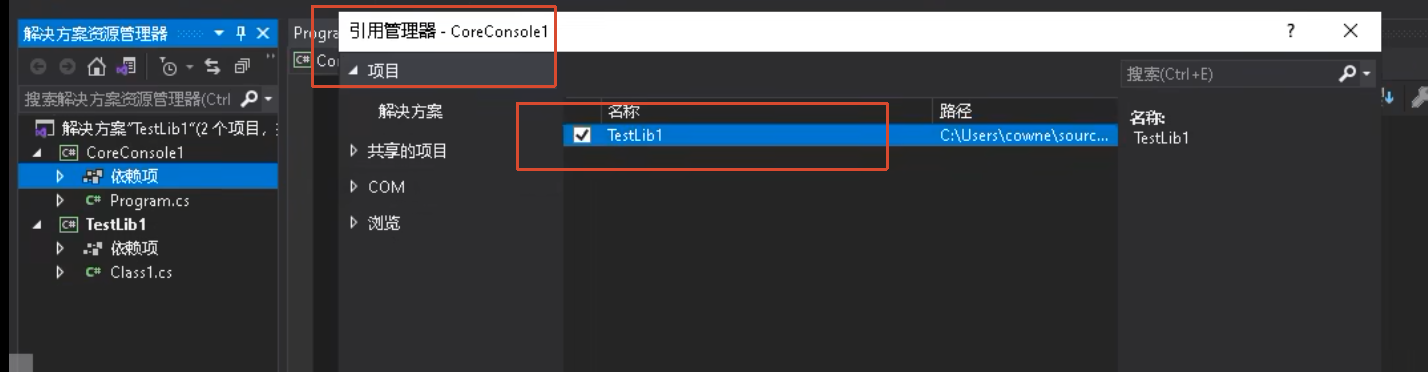 解决方案资源管理器
搜索解决方案资源管理器(Ctrl
解决方案"TestLib1"(2 个项目,
C# CoreConsole1
依赖项
C# Program.cs
C# TestLib1
依赖项
C# Class1.cs
Progra
C# Co
引用管理器 - CoreConsole1
?
项目
解决方案
共享的项目
COM
浏览
名称 路径
TestLib1 C:\Users\cowne\sourc...
搜索(Ctrl+E)
名称:
TestLib1